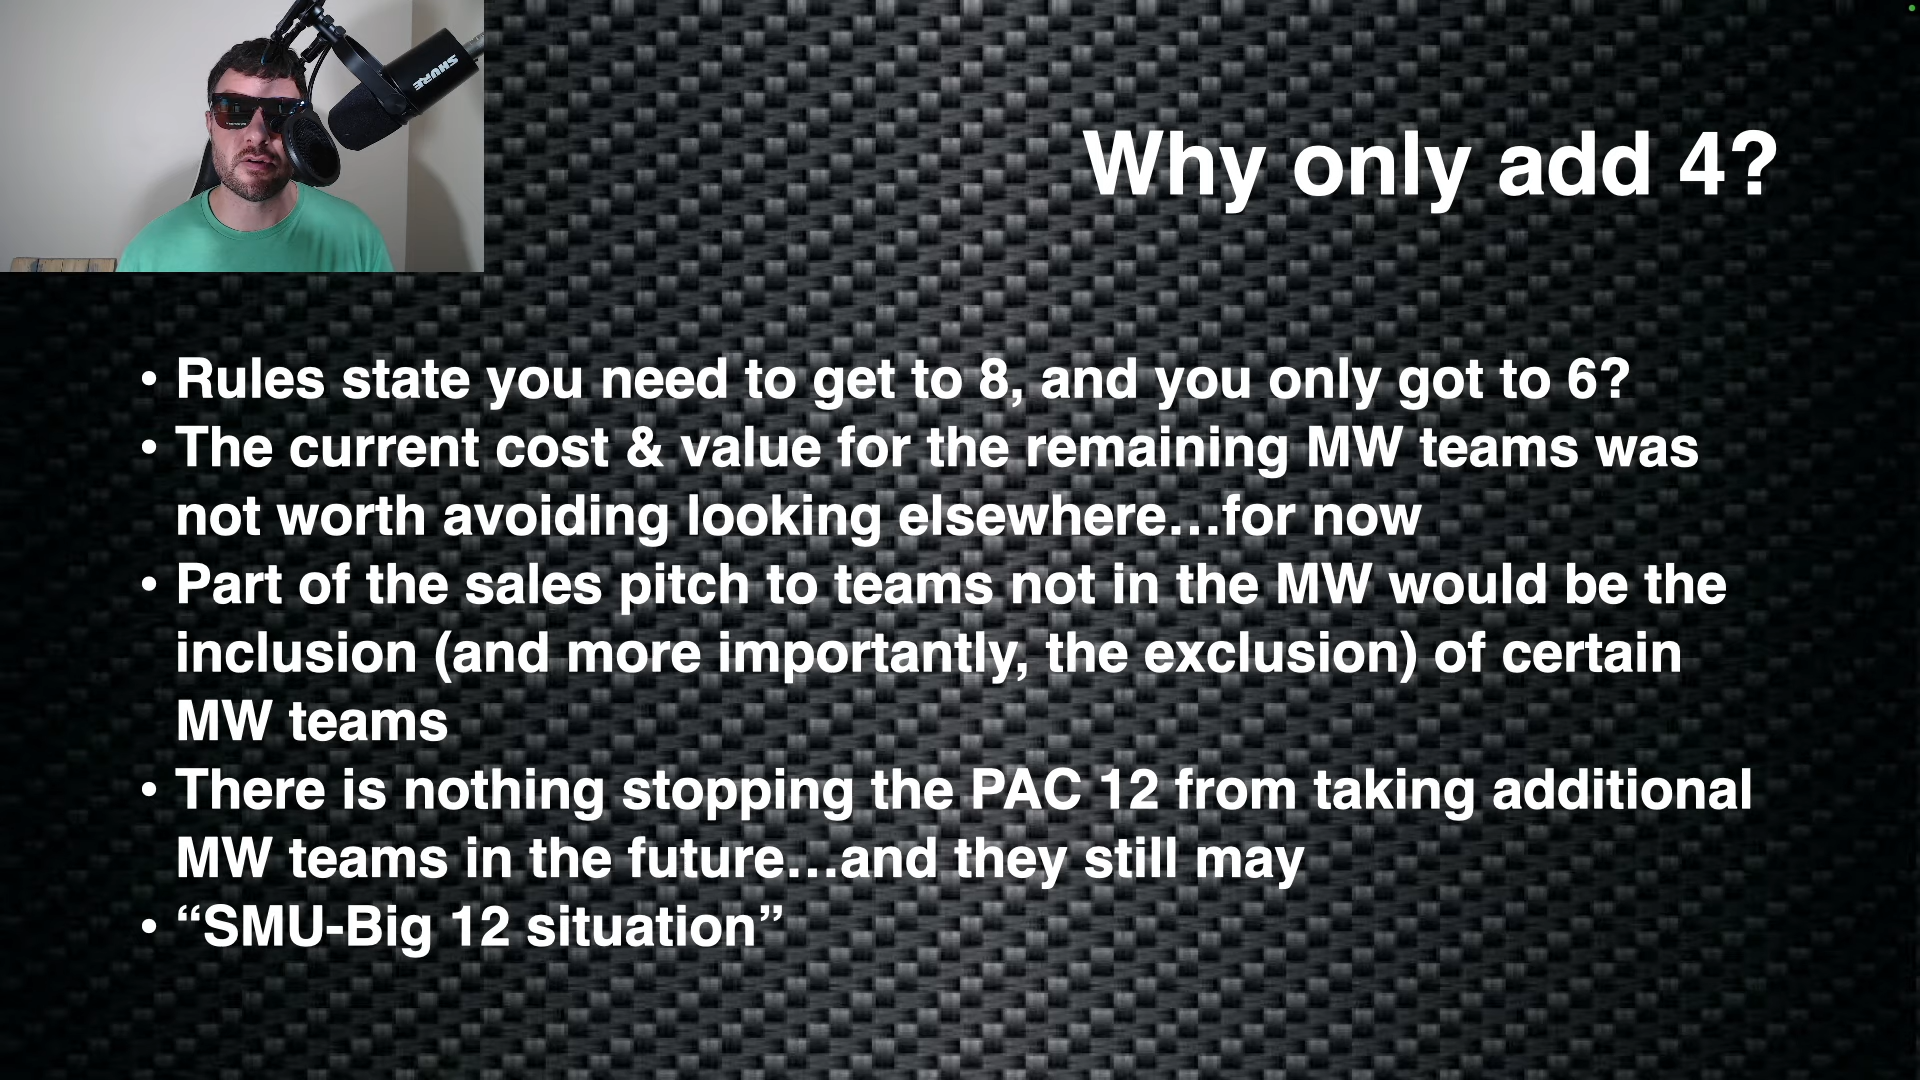 SHURE
Why only add 4?
• Rules state you need to get to 8, and you only got to 6?
• The current cost & value for the remaining MW teams was
not worth avoiding looking elsewhere…for now
• Part of the sales pitch to teams not in the MW would be the
inclusion (and more importantly, the exclusion) of certain
MW teams
• There is nothing stopping the PAC 12 from taking additional
MW teams in the future…and they still may
• “SMU-Big 12 situation”